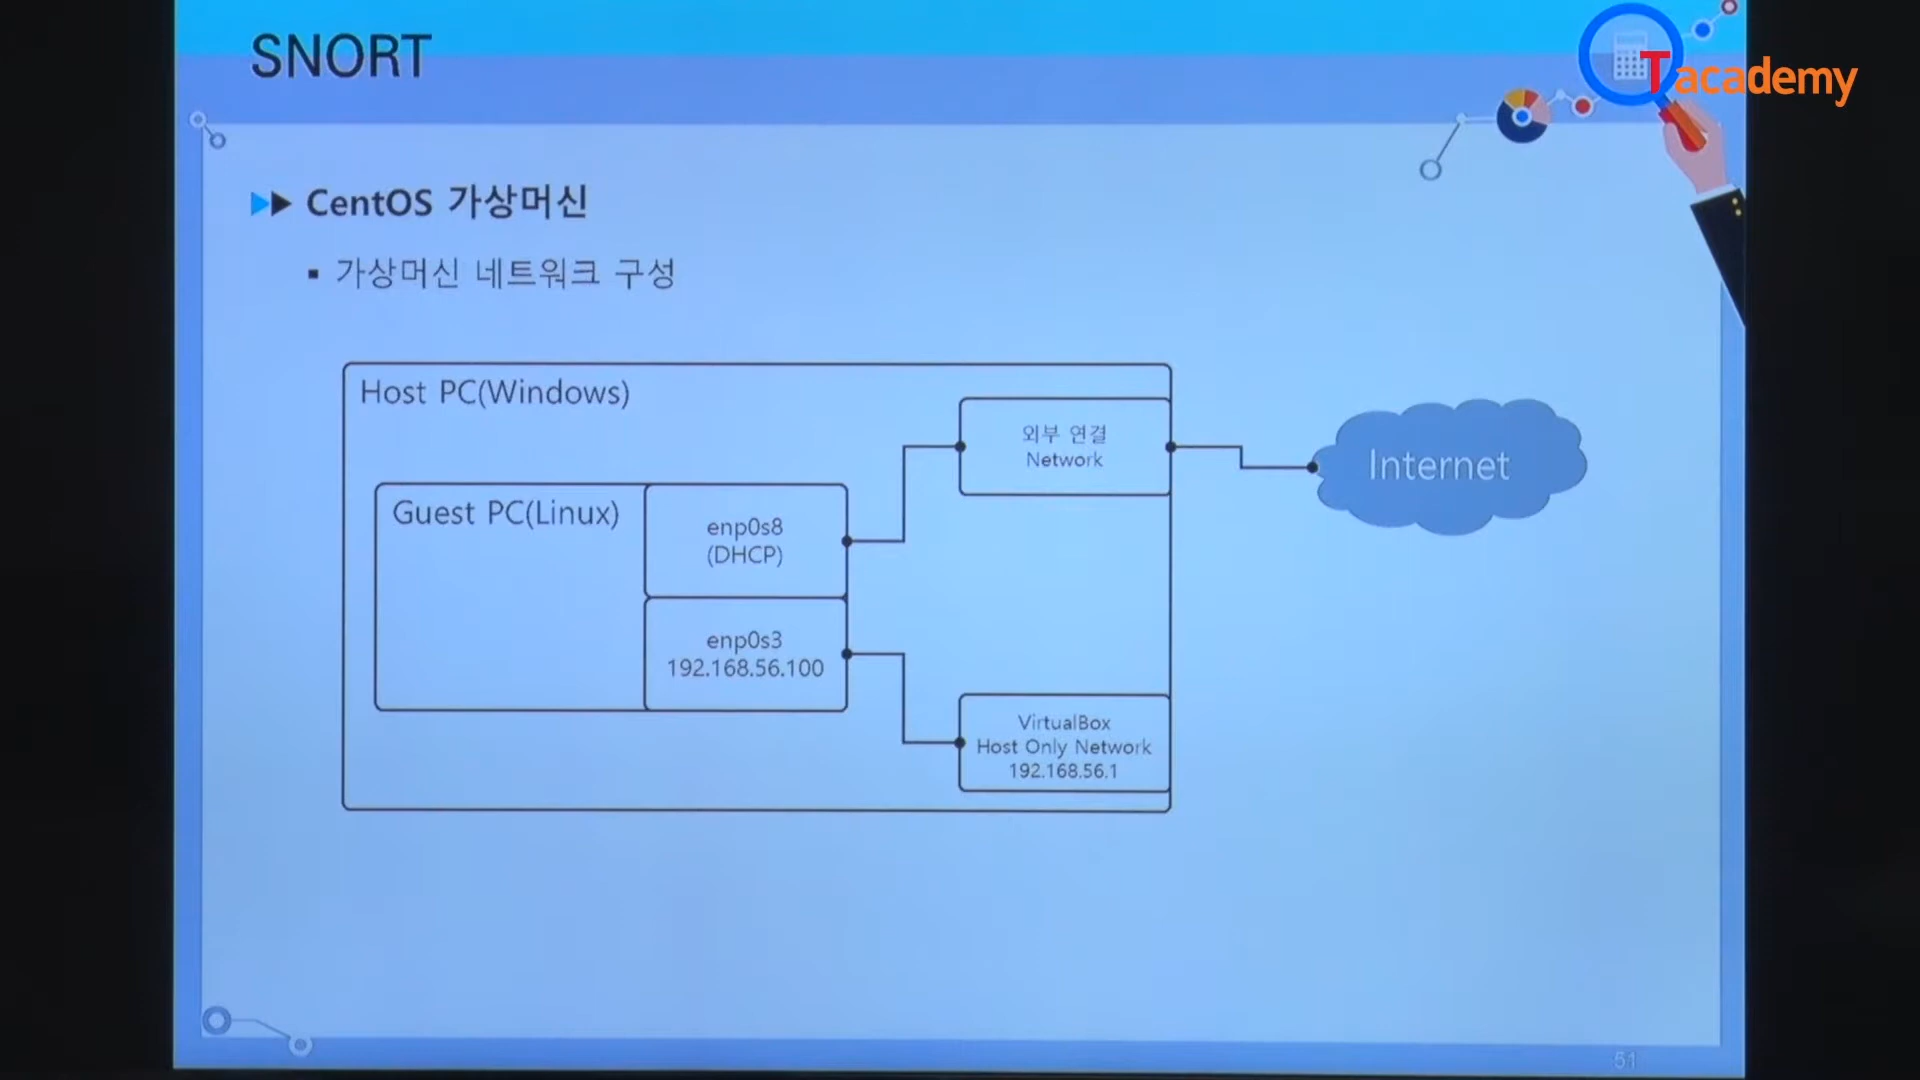 SNORT
Tacademy
CentOS 가상머신
가상머신 네트워크 구성
Host PC(Windows)
외부 연결
Network
Internet
Guest PC(Linux)
enp0s8
(DHCP)
enp0s3
192.168.56.100
VirtualBox
Host Only Network
192.168.56.1
51